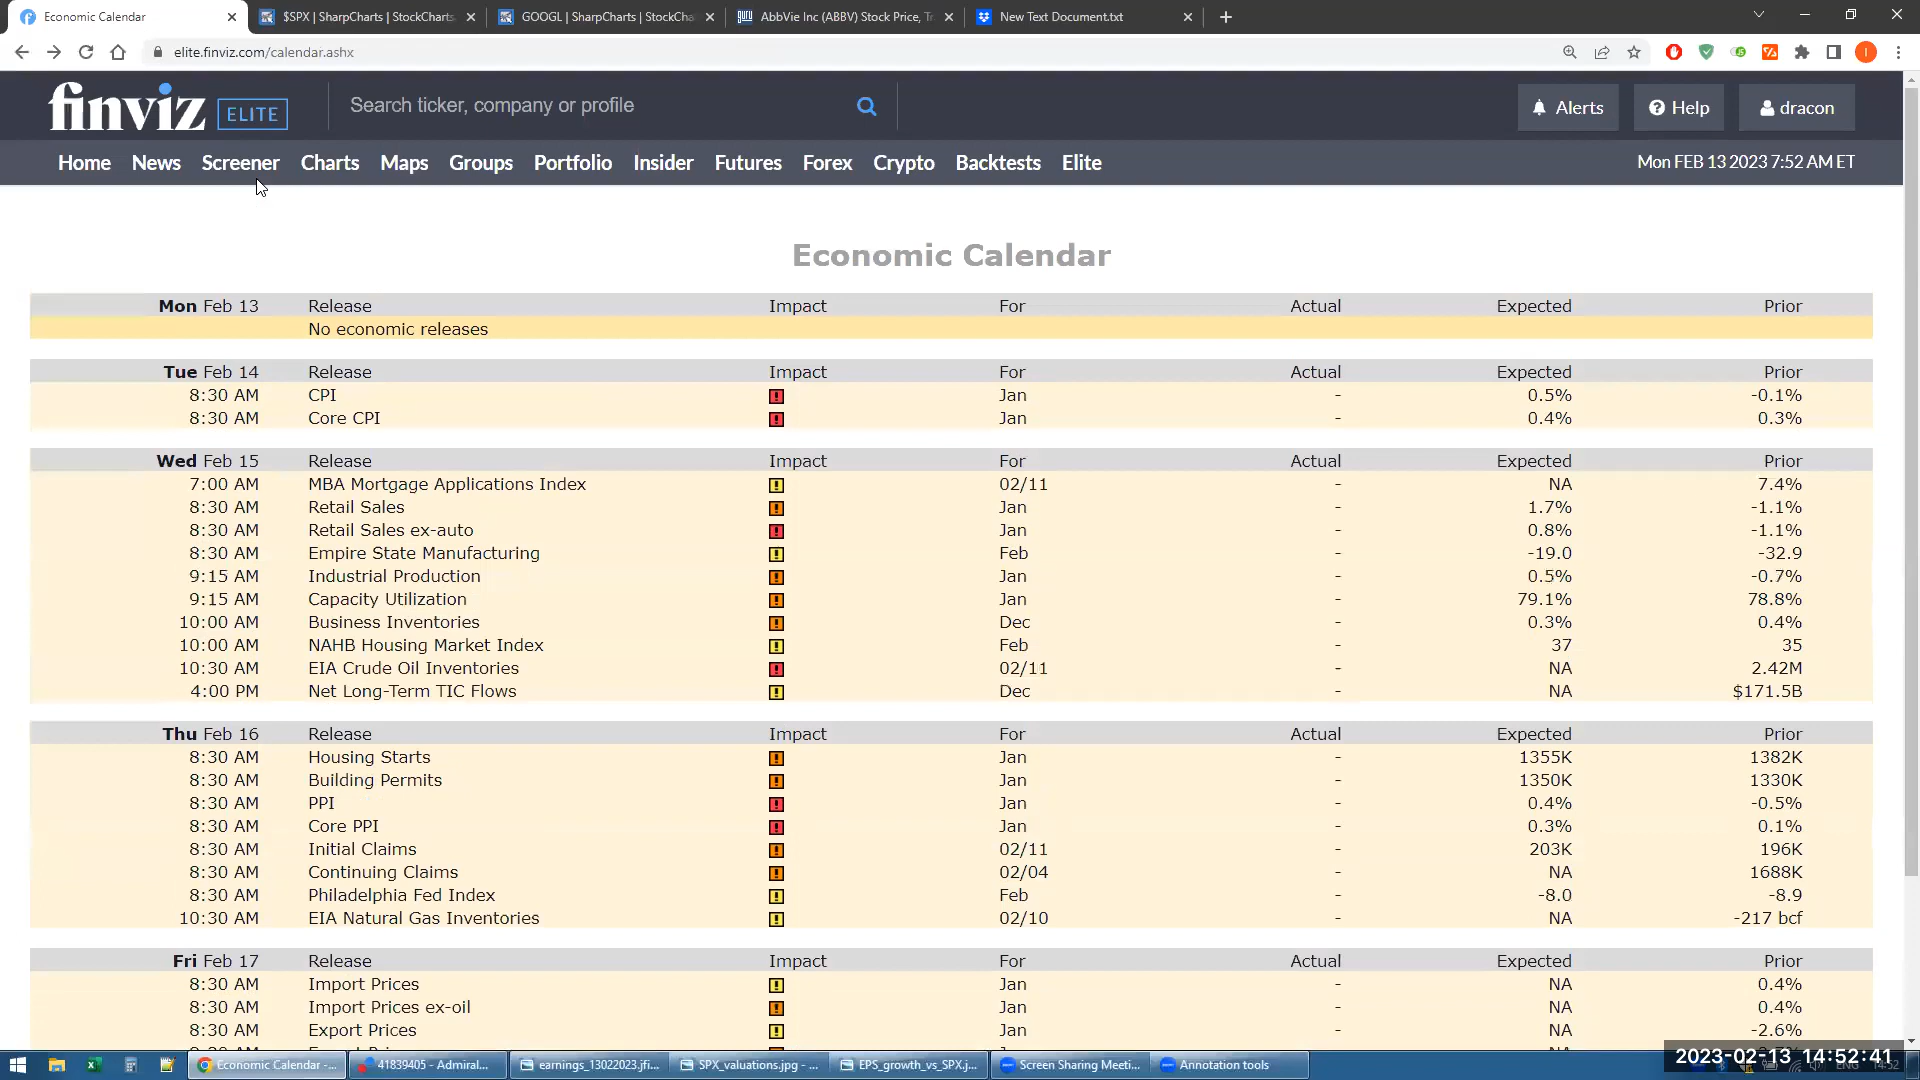 Economic Calendar
$SPX | SharpCharts | StockCharts
GOOGL | SharpCharts | StockCha
AbbVie Inc (ABBV) Stock Price, Tr
New Text Document.txt
elite.finviz.com/calendar.ashx
finviz ELITE
Search ticker, company or profile
Alerts
Help
dracon
Home News Screener Charts Maps Groups Portfolio Insider Futures Forex Crypto Backtests Elite
Mon FEB 13 2023 7:52 AM ET
Economic Calendar
Mon Feb 13 Release Impact For Actual Expected Prior
No economic releases
Tue Feb 14 Release Impact For Actual Expected Prior
8:30 AM CPI Jan - 0.5% -0.1%
8:30 AM Core CPI Jan - 0.4% 0.3%
Wed Feb 15 Release Impact For Actual Expected Prior
7:00 AM MBA Mortgage Applications Index 02/11 - NA 7.4%
8:30 AM Retail Sales Jan - 1.7% -1.1%
8:30 AM Retail Sales ex-auto Jan - 0.8% -1.1%
8:30 AM Empire State Manufacturing Feb - -19.0 -32.9
9:15 AM Industrial Production Jan - 0.5% -0.7%
9:15 AM Capacity Utilization Jan - 79.1% 78.8%
10:00 AM Business Inventories Dec - 0.3% 0.4%
10:00 AM NAHB Housing Market Index Feb - 37 35
10:30 AM EIA Crude Oil Inventories 02/11 - NA 2.42M
4:00 PM Net Long-Term TIC Flows Dec - NA $171.5B
Thu Feb 16 Release Impact For Actual Expected Prior
8:30 AM Housing Starts Jan - 1355K 1382K
8:30 AM Building Permits Jan - 1350K 1330K
8:30 AM PPI Jan - 0.4% -0.5%
8:30 AM Core PPI Jan - 0.3% 0.1%
8:30 AM Initial Claims 02/11 - 203K 196K
8:30 AM Continuing Claims 02/04 - NA 1688K
8:30 AM Philadelphia Fed Index Feb - -8.0 -8.9
10:30 AM EIA Natural Gas Inventories 02/10 - NA -217 bcf
Fri Feb 17 Release Impact For Actual Expected Prior
8:30 AM Import Prices Jan - NA 0.4%
8:30 AM Import Prices ex-oil Jan - NA 0.4%
8:30 AM Export Prices Jan - NA -2.6%
Economic Calendar -...
41839405 - Admiral...
earnings_13022023.jfi...
SPX_valuations.jpg - ...
EPS_growth_vs_SPX.j...
Screen Sharing Meeti...
Annotation tools
2023-02-13 14:52:41